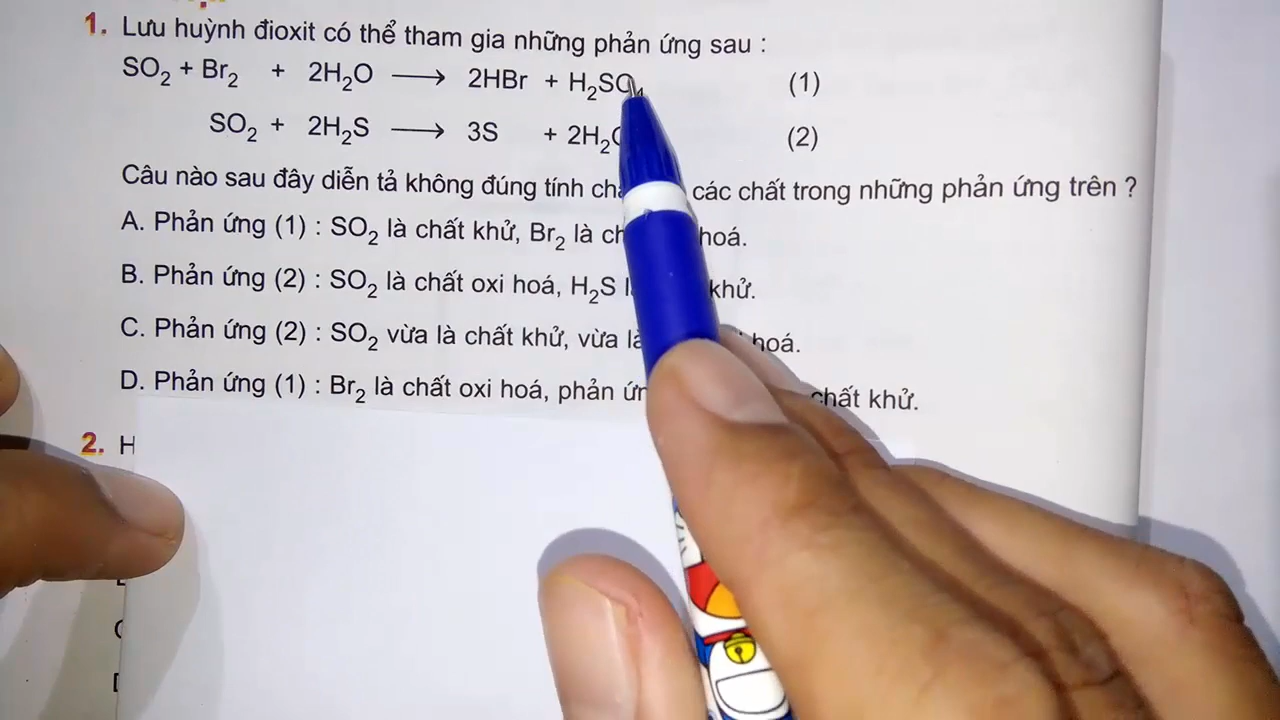 1. Lưu huỳnh đioxit có thể tham gia những phản ứng sau :
SO₂ + Br₂ + 2H₂O ⟶ 2HBr + H₂SO₄ (1)
SO₂ + 2H₂S ⟶ 3S + 2H₂O (2)
Câu nào sau đây diễn tả không đúng tính các chất trong những phản ứng trên ?
A. Phản ứng (1) : SO₂ là chất khử, Br₂ là hoá.
B. Phản ứng (2) : SO₂ là chất oxi hoá, H₂S khử.
C. Phản ứng (2) : SO₂ vừa là chất khử, vừa hoá.
D. Phản ứng (1) : Br₂ là chất oxi hoá, phản chất khử.
2. H